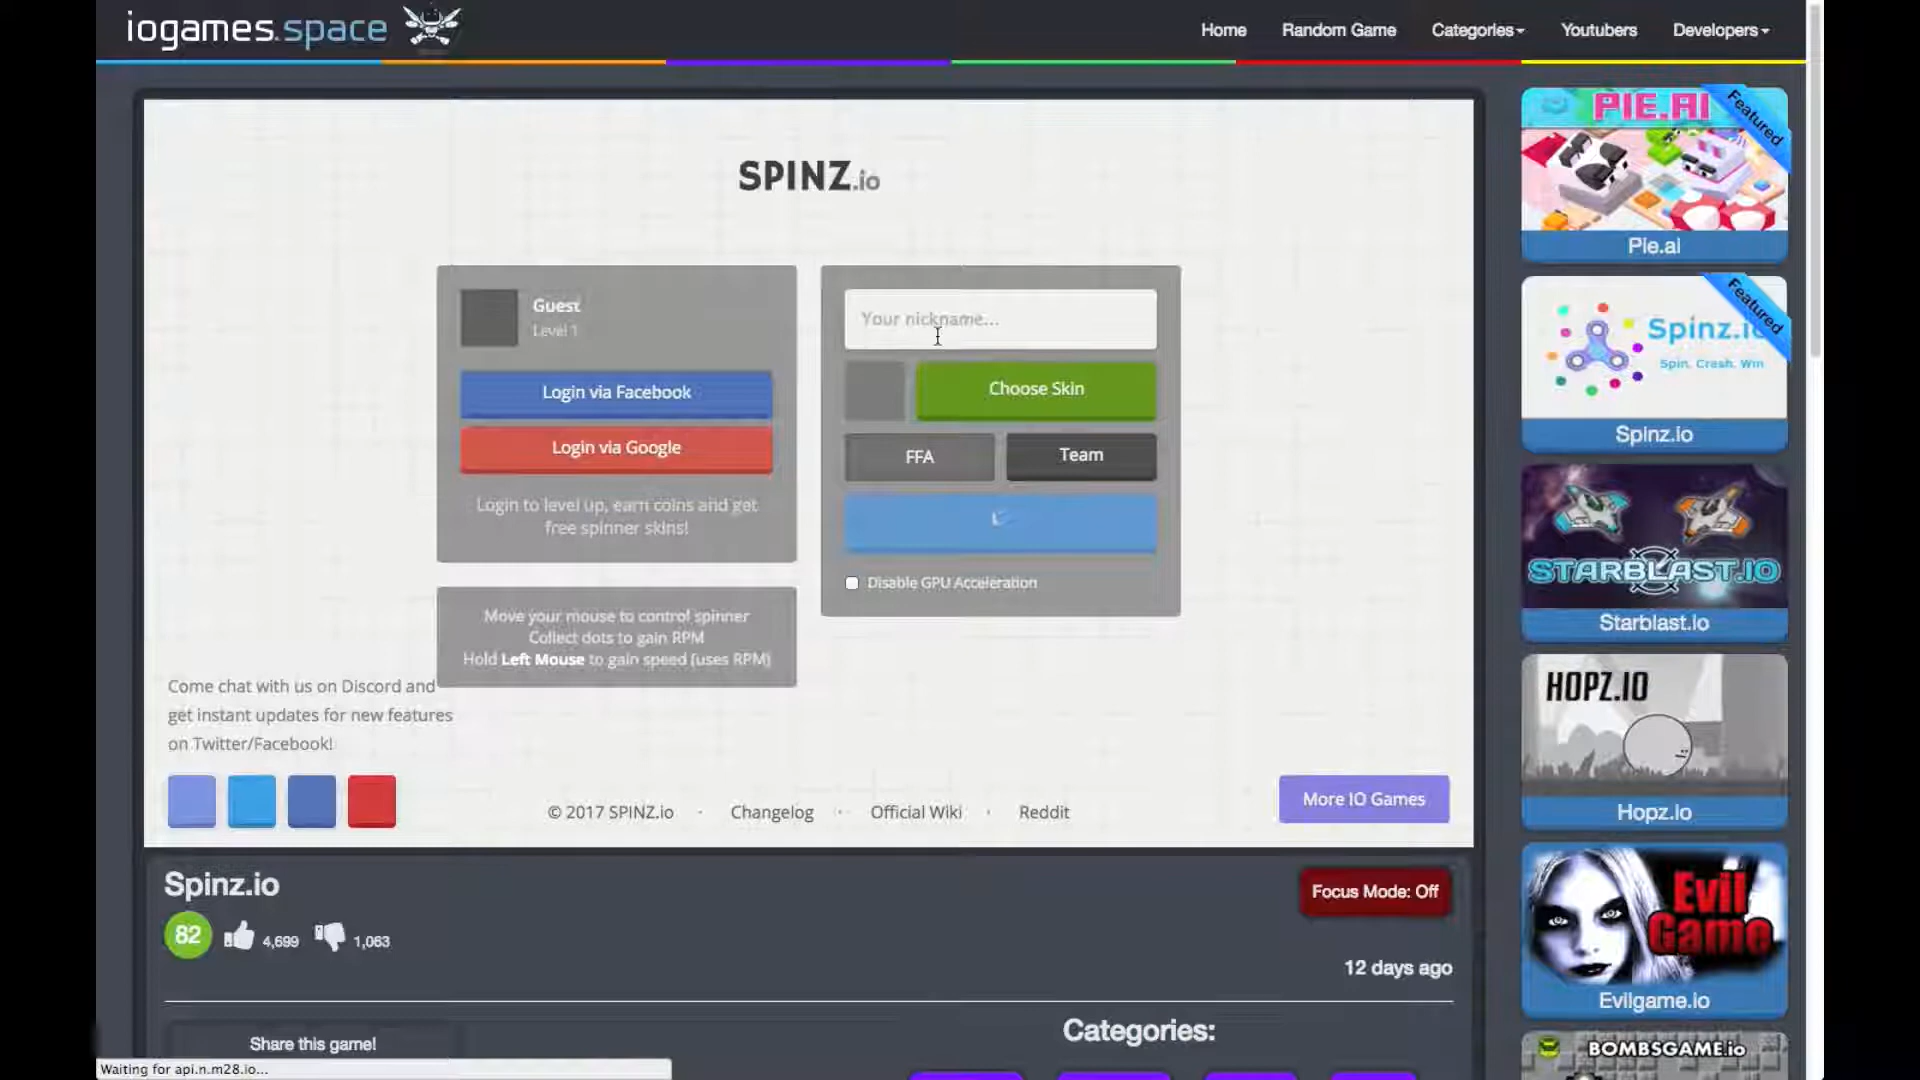 iogames.space
Home
Random Game
Categories
Youtubers
Developers
SPINZ.io
Guest
Level 1
Login via Facebook
Login via Google
Login to level up, earn coins and get
free spinner skins!
Your nickname...
Choose Skin
FFA
Team
Disable GPU Acceleration
Move your mouse to control spinner
Collect dots to gain RPM
Hold Left Mouse to gain speed (uses RPM)
Come chat with us on Discord and
get instant updates for new features
on Twitter/Facebook!
© 2017 SPINZ.io · Changelog · Official Wiki · Reddit
More IO Games
Spinz.io
82
4,699
1,063
Focus Mode: Off
12 days ago
Share this game!
Categories:
Waiting for api.n.m28.io...
PIE.AI
Featured
Pie.ai
Featured
Spinz.io
Spin. Crash. Win
Spinz.io
STARBLAST.IO
Starblast.io
HOPZ.IO
Hopz.io
Evil
Game
Evilgame.io
BOMBSGAME.io